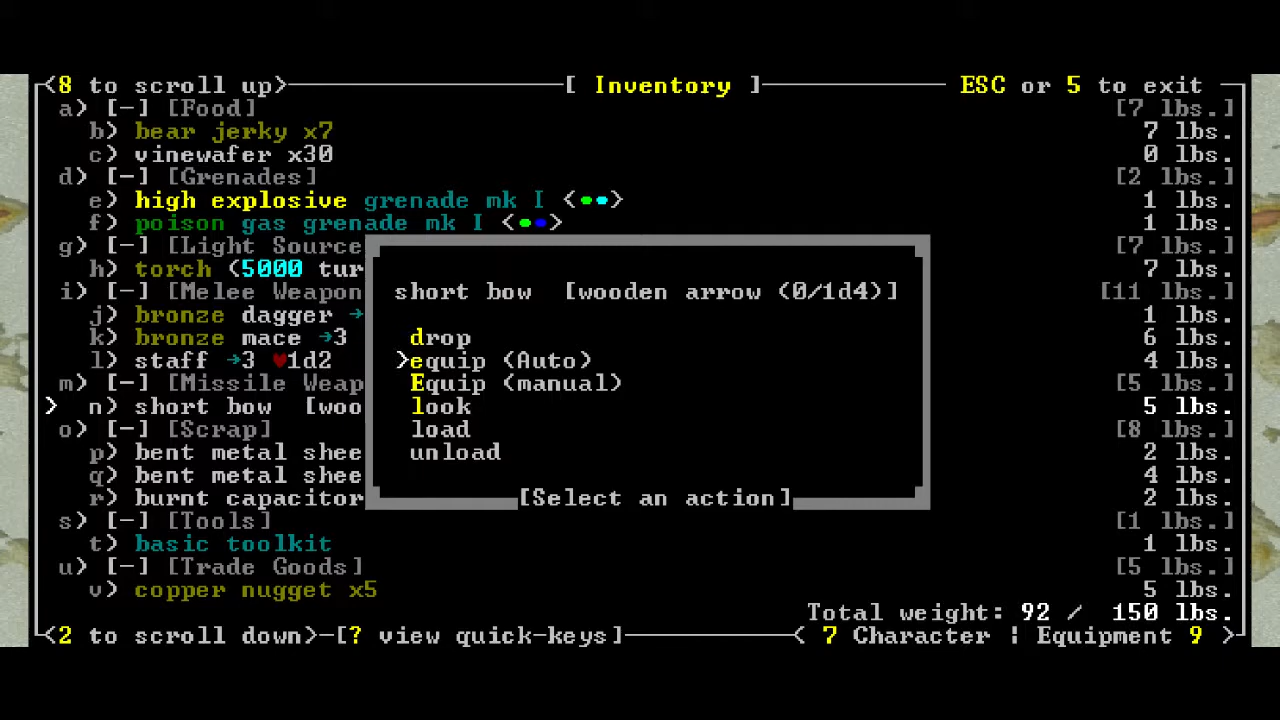 <8 to scroll up> [ Inventory ] ESC or 5 to exit
a) [-] [Food] [7 lbs.]
b) bear jerky x7 7 lbs.
c) vinewafer x30 0 lbs.
d) [-] [Grenades] [2 lbs.]
e) high explosive grenade mk I <••> 1 lbs.
f) poison gas grenade mk I <••> 1 lbs.
g) [-] [Light Source [7 lbs.]
h) torch (5000 tur 7 lbs.
i) [-] [Melee Weapon [11 lbs.]
j) bronze dagger → 1 lbs.
k) bronze mace →3 6 lbs.
l) staff →3 ♥1d2 4 lbs.
m) [-] [Missile Weap [5 lbs.]
> n) short bow [woo 5 lbs.
o) [-] [Scrap] [8 lbs.]
p) bent metal shee 2 lbs.
q) bent metal shee 4 lbs.
r) burnt capacitor 2 lbs.
s) [-] [Tools] [1 lbs.]
t) basic toolkit 1 lbs.
u) [-] [Trade Goods] [5 lbs.]
v) copper nugget x5 5 lbs.
Total weight: 92 / 150 lbs.
<2 to scroll down> [? view quick-keys] < 7 Character | Equipment 9 >
short bow [wooden arrow (0/1d4)]
drop
>equip (Auto)
Equip (manual)
look
load
unload
[Select an action]